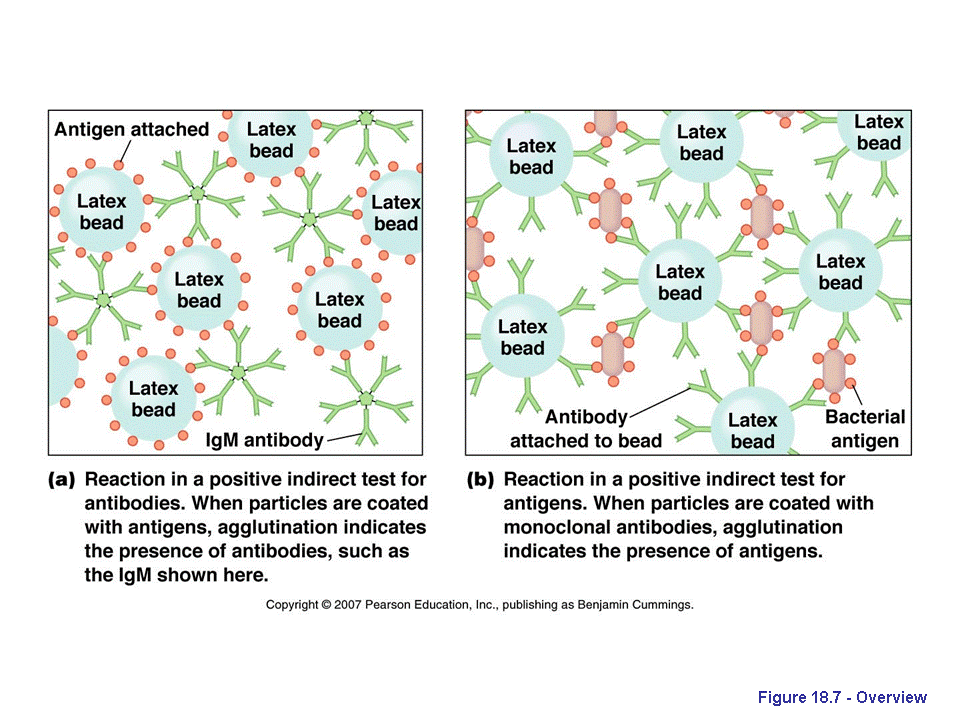 Antigen attached
Latex
bead
Latex
bead
Latex
bead
Latex
bead
Latex
bead
Latex
bead
IgM antibody
(a) Reaction in a positive indirect test for
antibodies. When particles are coated
with antigens, agglutination indicates
the presence of antibodies, such as
the IgM shown here.
Latex
bead
Latex
bead
Latex
bead
Latex
bead
Latex
bead
Latex
bead
Latex
bead
Antibody
attached to bead
Bacterial
antigen
(b) Reaction in a positive indirect test for
antigens. When particles are coated with
monoclonal antibodies, agglutination
indicates the presence of antigens.
Copyright © 2007 Pearson Education, Inc., publishing as Benjamin Cummings.
Figure 18.7 - Overview